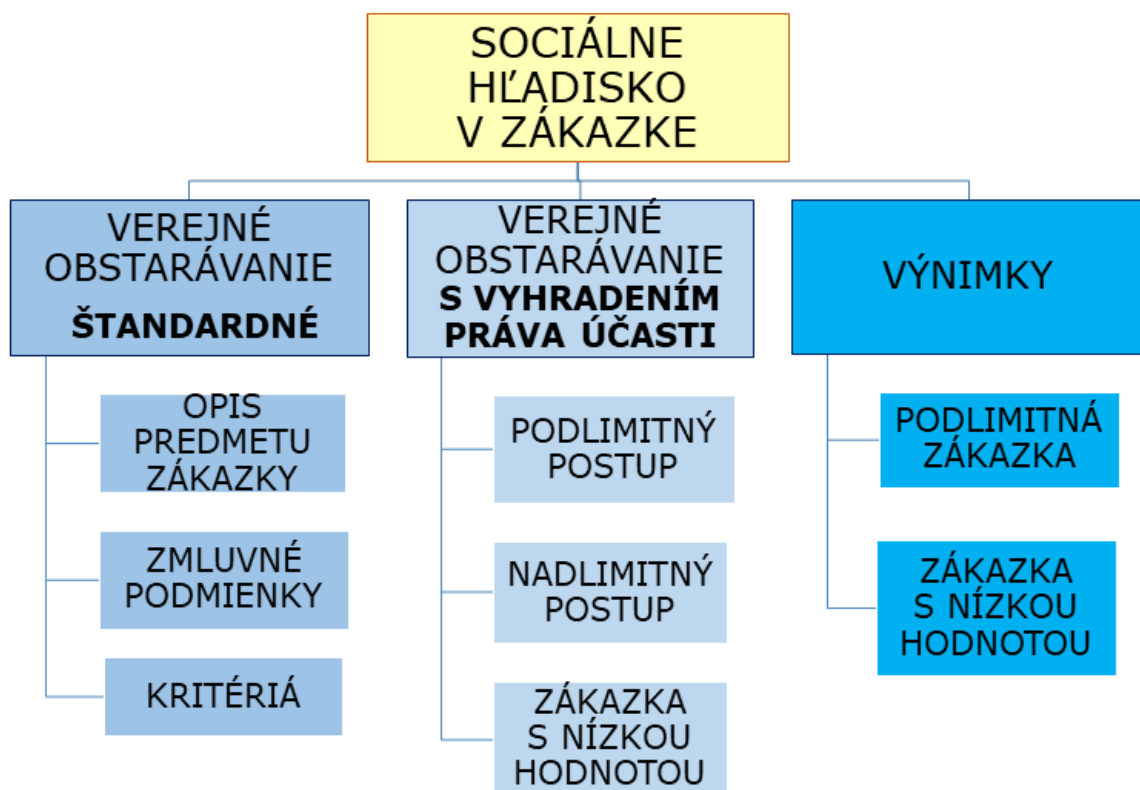 SOCIÁLNE
HĽADISKO
V ZÁKAZKE
VEREJNÉ
OBSTARÁVANIE
ŠTANDARDNÉ
OPIS
PREDMETU
ZÁKAZKY
ZMLUVNÉ
PODMIENKY
KRITÉRIÁ
VEREJNÉ
OBSTARÁVANIE
S VYHRADENÍM
PRÁVA ÚČASTI
PODLIMITNÝ
POSTUP
NADLIMITNÝ
POSTUP
ZÁKAZKA
S NÍZKOU
HODNOTOU
VÝNIMKY
PODLIMITNÁ
ZÁKAZKA
ZÁKAZKA
S NÍZKOU
HODNOTOU